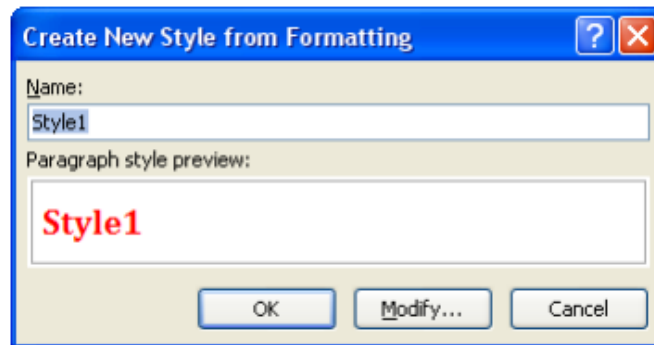 Create New Style from Formatting ?
Name:
Style1
Paragraph style preview:
Style1
OK Modify... Cancel